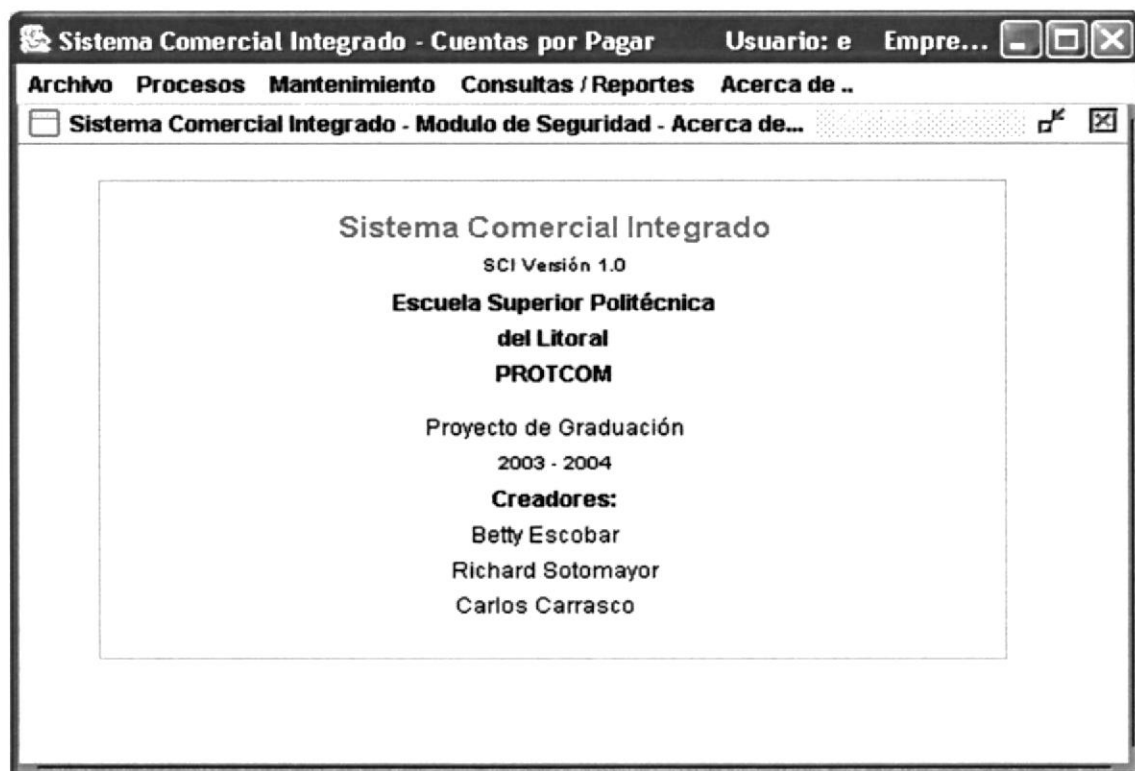 Sistema Comercial Integrado - Cuentas por Pagar Usuario: e Empre...
Archivo Procesos Mantenimiento Consultas / Reportes Acerca de ..
Sistema Comercial Integrado - Modulo de Seguridad - Acerca de...
Sistema Comercial Integrado
SCI Versión 1.0
Escuela Superior Politécnica
del Litoral
PROTCOM
Proyecto de Graduación
2003 - 2004
Creadores:
Betty Escobar
Richard Sotomayor
Carlos Carrasco